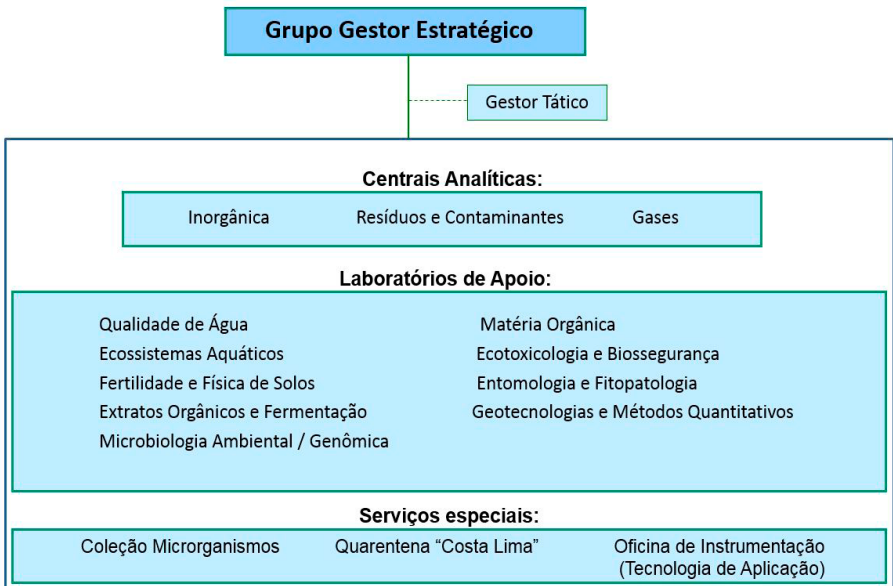 Grupo Gestor Estratégico
Gestor Tático
Centrais Analíticas:
Inorgânica Resíduos e Contaminantes Gases
Laboratórios de Apoio:
Qualidade de Água Matéria Orgânica
Ecossistemas Aquáticos Ecotoxicologia e Biossegurança
Fertilidade e Física de Solos Entomologia e Fitopatologia
Extratos Orgânicos e Fermentação Geotecnologias e Métodos Quantitativos
Microbiologia Ambiental / Genômica
Serviços especiais:
Coleção Microrganismos Quarentena “Costa Lima” Oficina de Instrumentação
(Tecnologia de Aplicação)